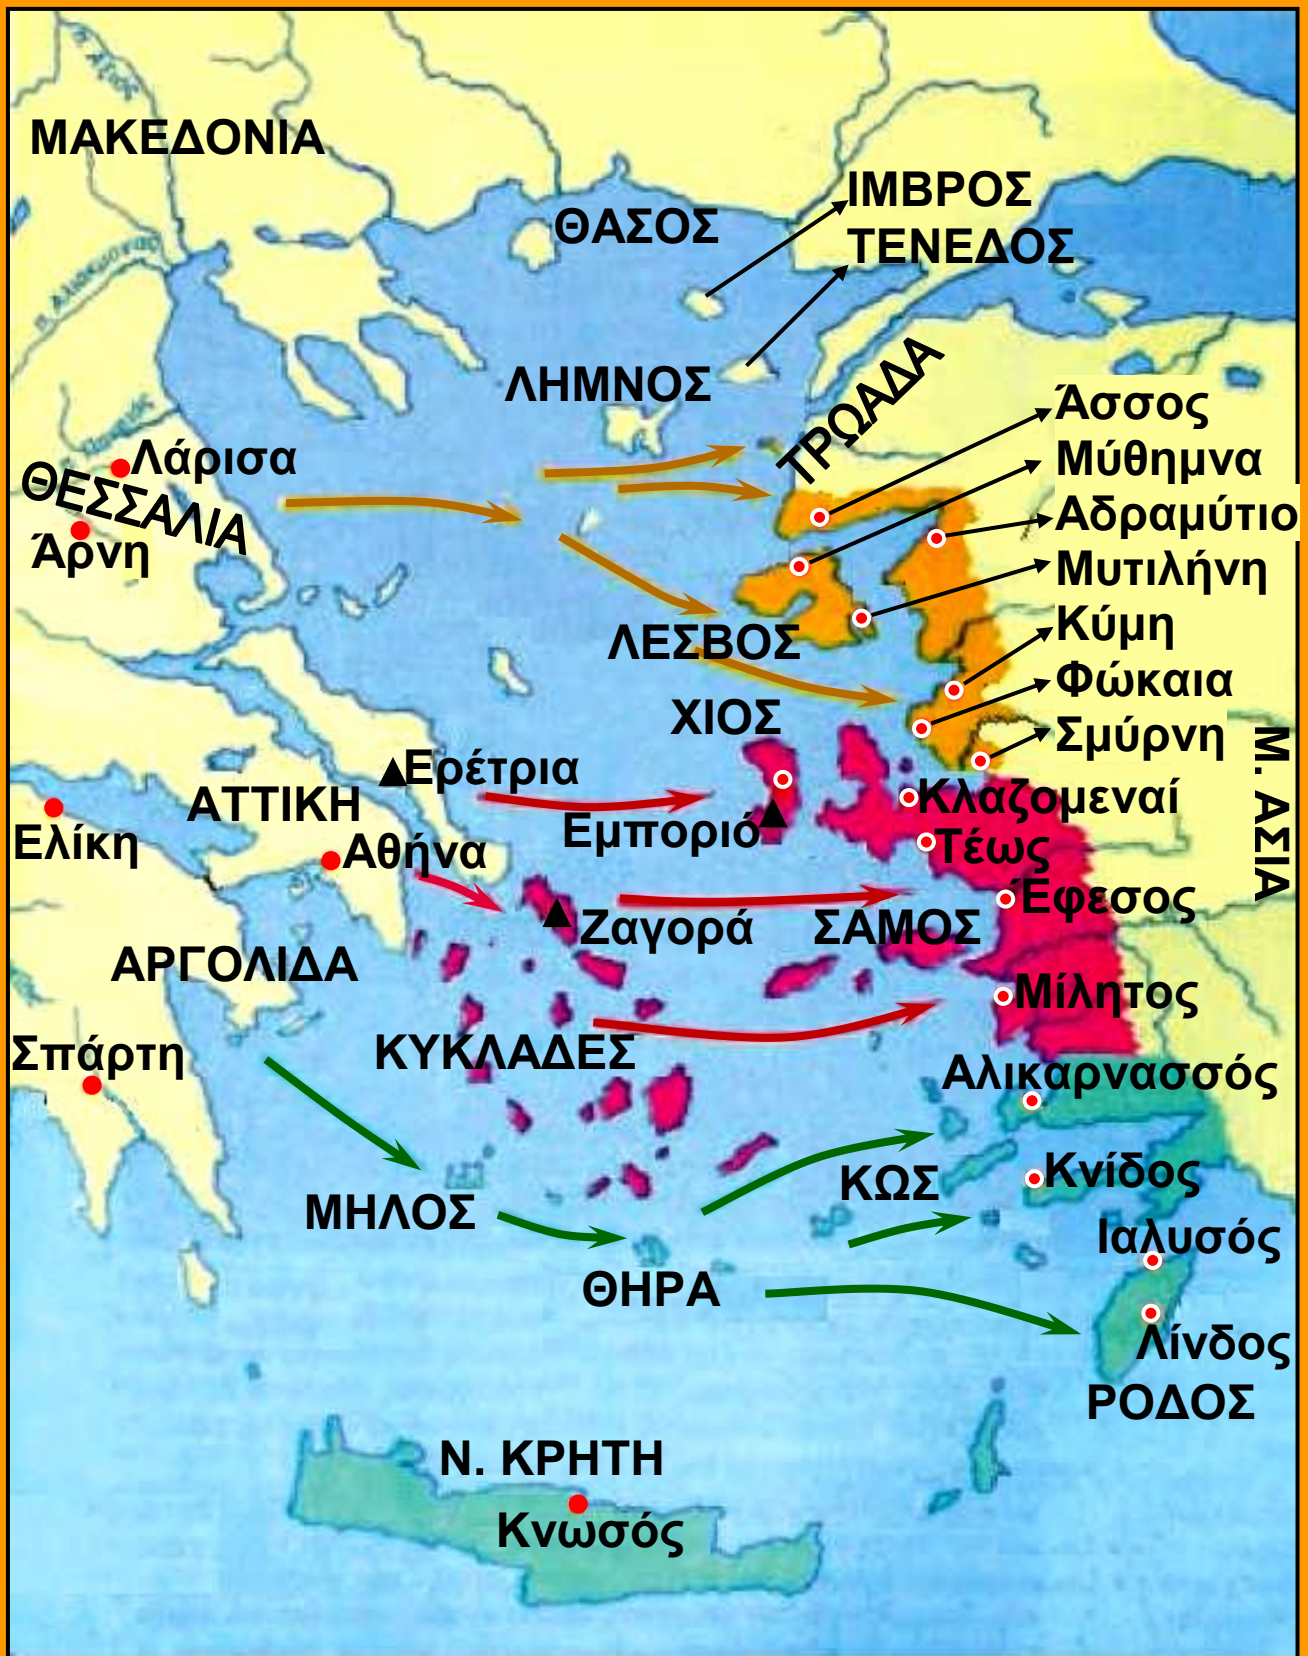 π. Αξιός
ΜΑΚΕΔΟΝΙΑ
ΙΜΒΡΟΣ
ΘΑΣΟΣ
ΤΕΝΕΔΟΣ
π. Αλιάκμονας
ΛΗΜΝΟΣ
ΤΡΩΑΔΑ
Άσσος
Μύθημνα
Λάρισα
ΘΕΣΣΑΛΙΑ
Αδραμύτιο
Άρνη
Μυτιλήνη
Κύμη
ΛΕΣΒΟΣ
Φώκαια
ΧΙΟΣ
Σμύρνη
Μ. ΑΣΙΑ
Ερέτρια
ΑΤΤΙΚΗ
Κλαζομεναί
Ελίκη
Εμποριό
Αθήνα
Τέως
Έφεσος
Ζαγορά
ΣΑΜΟΣ
ΑΡΓΟΛΙΔΑ
Μίλητος
Σπάρτη
ΚΥΚΛΑΔΕΣ
Αλικαρνασσός
Κνίδος
ΚΩΣ
ΜΗΛΟΣ
Ιαλυσός
ΘΗΡΑ
Λίνδος
ΡΟΔΟΣ
Ν. ΚΡΗΤΗ
Κνωσός